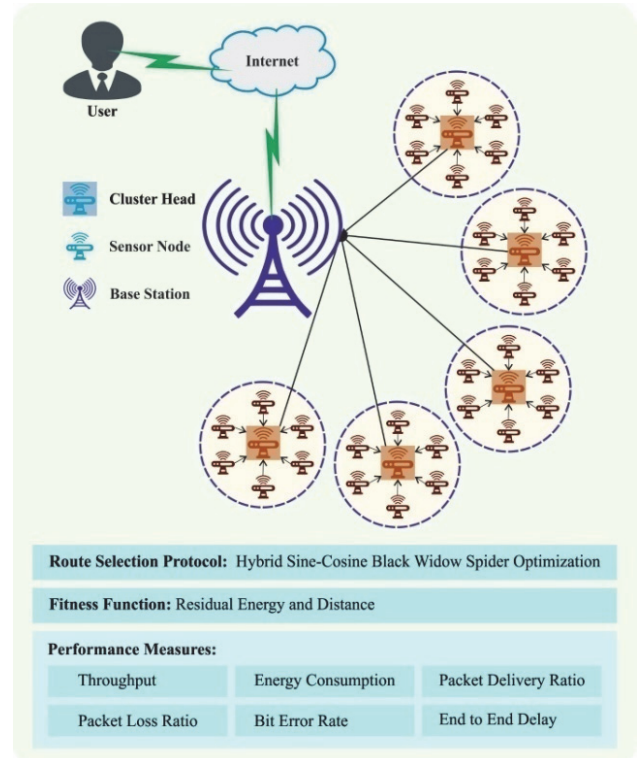 Internet
User
Cluster Head
Sensor Node
Base Station
Route Selection Protocol: Hybrid Sine-Cosine Black Widow Spider Optimization
Fitness Function: Residual Energy and Distance
Performance Measures:
Throughput
Energy Consumption
Packet Delivery Ratio
Packet Loss Ratio
Bit Error Rate
End to End Delay